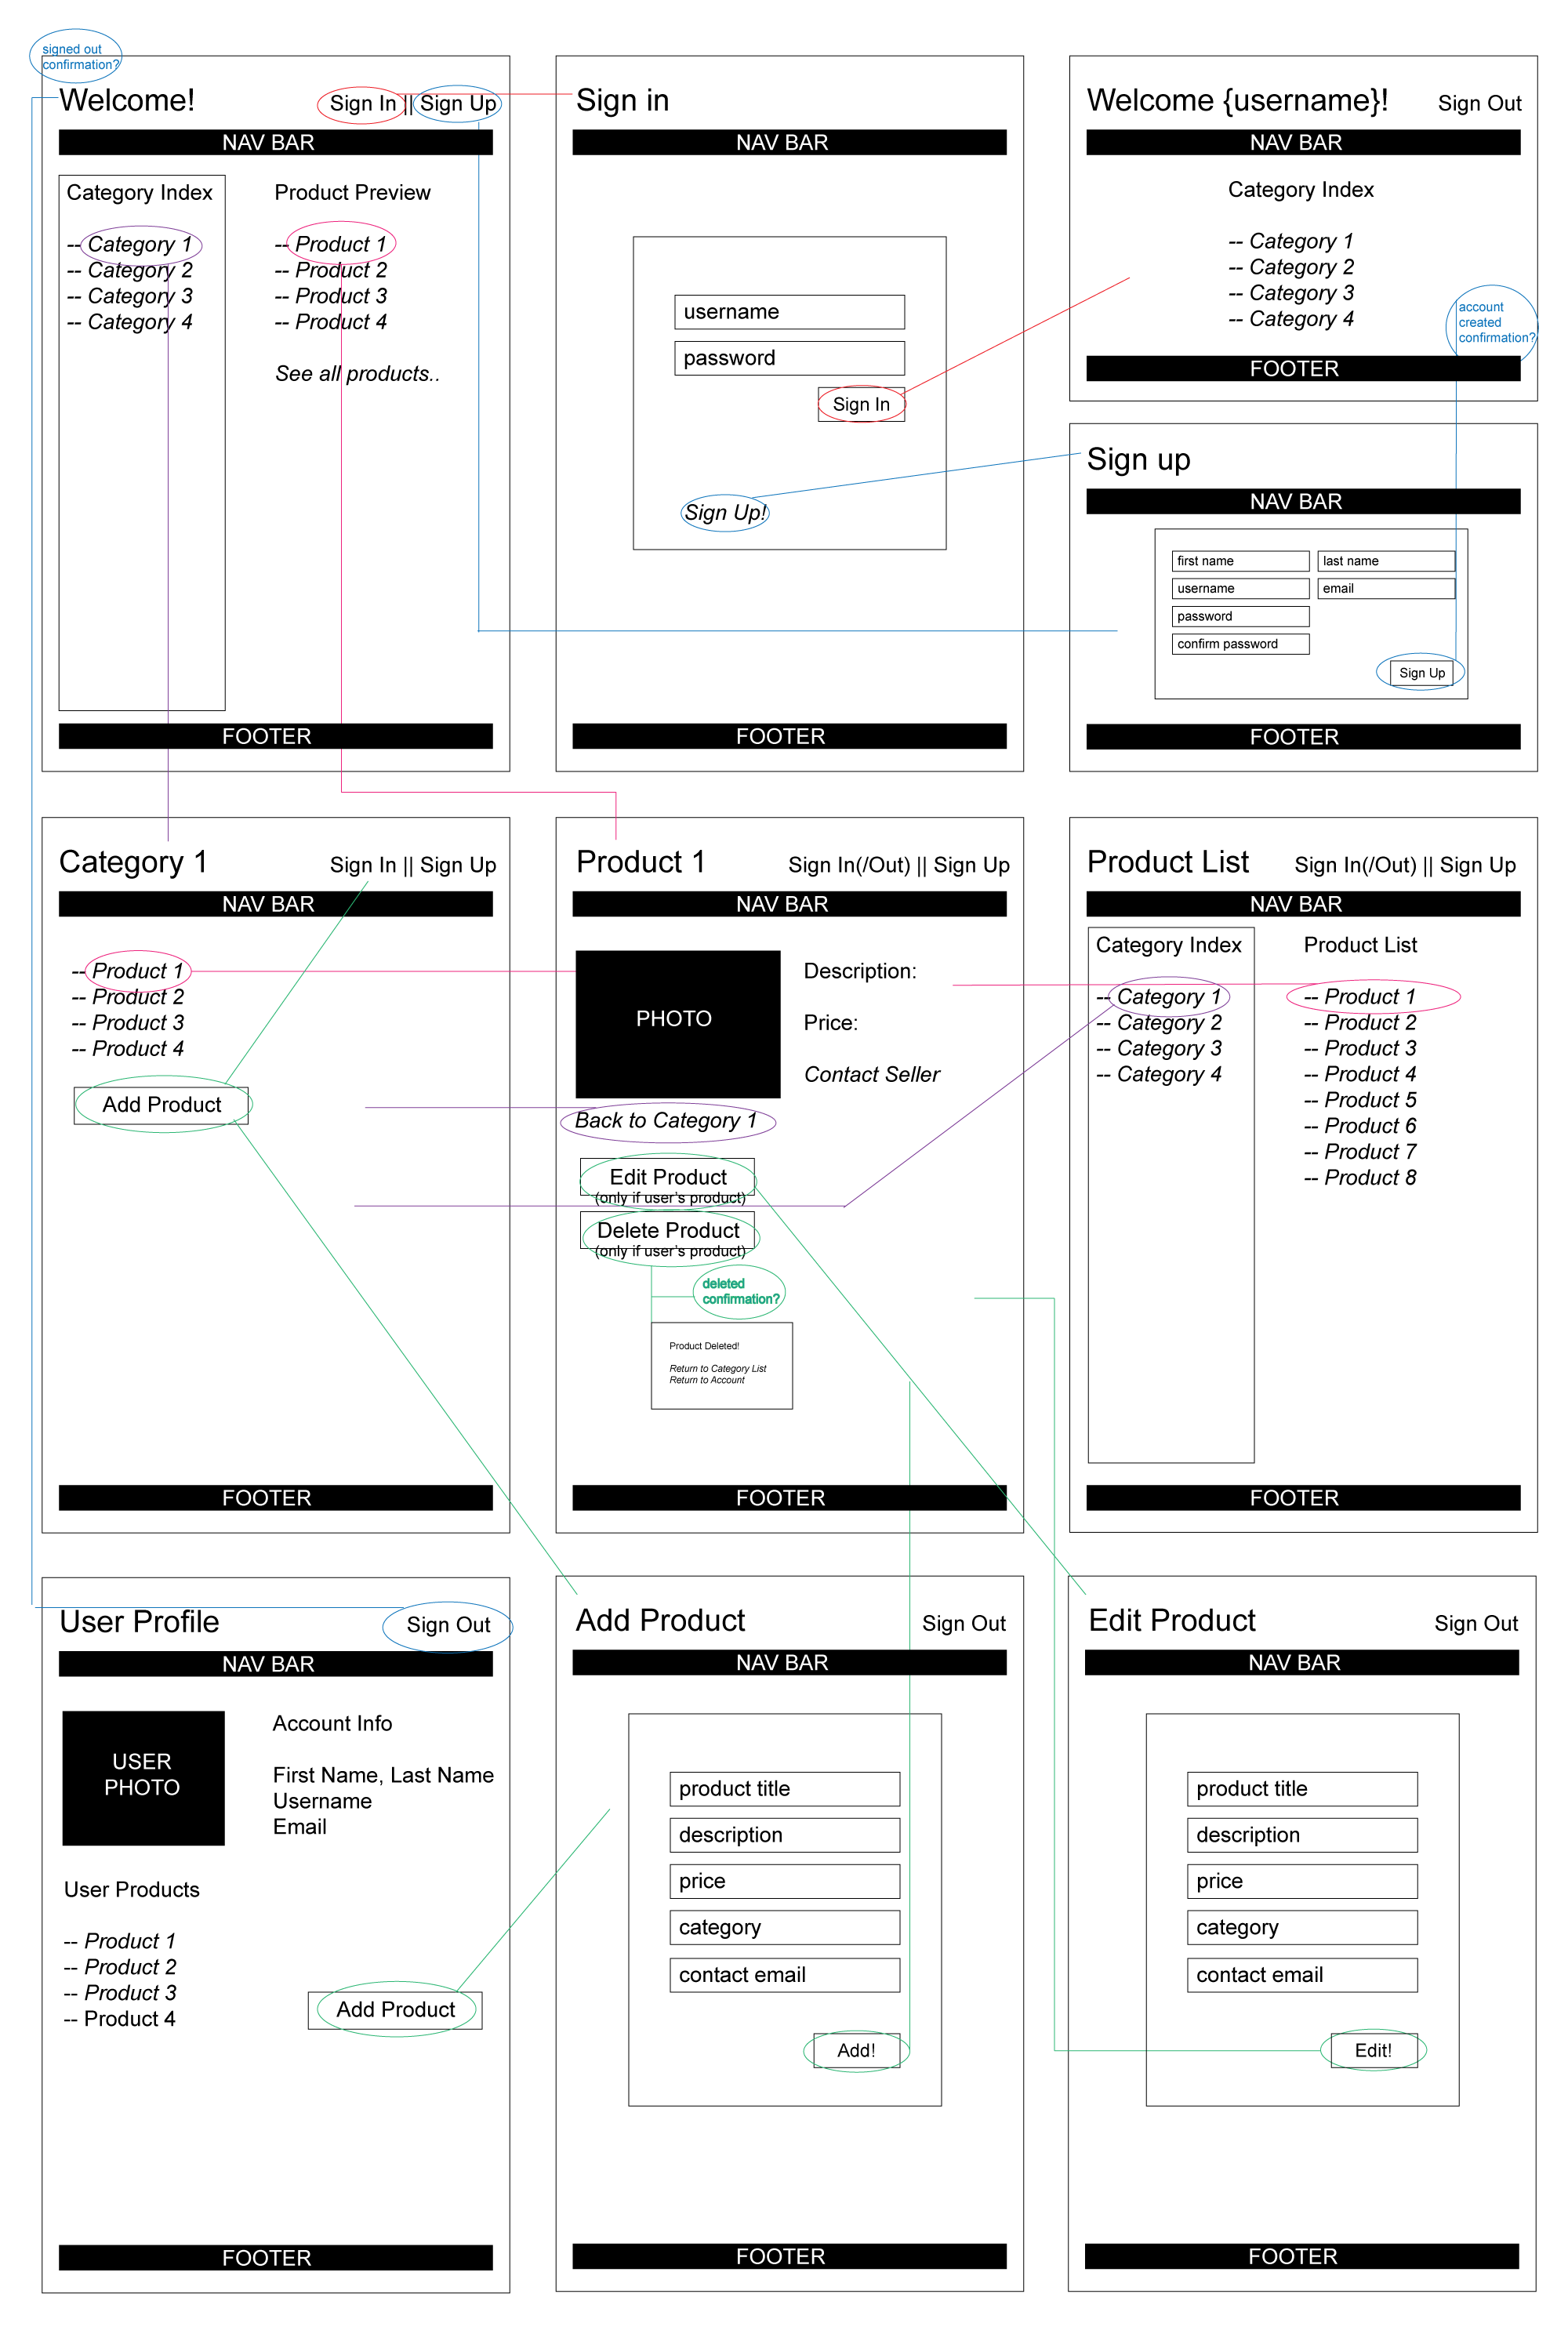 signed out
confirmation?
Welcome!
Sign In || Sign Up
NAV BAR
Category Index
-- Category 1
-- Category 2
-- Category 3
-- Category 4
Product Preview
-- Product 1
-- Product 2
-- Product 3
-- Product 4
See all products..
FOOTER
Sign in
NAV BAR
username
password
Sign In
Sign Up!
FOOTER
Welcome {username}!
Sign Out
NAV BAR
Category Index
-- Category 1
-- Category 2
-- Category 3
-- Category 4
account
created
confirmation?
FOOTER
Sign up
NAV BAR
first name
last name
username
email
password
confirm password
Sign Up
FOOTER
Category 1
Sign In || Sign Up
NAV BAR
-- Product 1
-- Product 2
-- Product 3
-- Product 4
Add Product
FOOTER
Product 1
Sign In(/Out) || Sign Up
NAV BAR
PHOTO
Description:
Price:
Contact Seller
Back to Category 1
Edit Product
(only if user's product)
Delete Product
(only if user's product)
deleted
confirmation?
Product Deleted!
Return to Category List
Return to Account
FOOTER
Product List
Sign In(/Out) || Sign Up
NAV BAR
Category Index
-- Category 1
-- Category 2
-- Category 3
-- Category 4
Product List
-- Product 1
-- Product 2
-- Product 3
-- Product 4
-- Product 5
-- Product 6
-- Product 7
-- Product 8
FOOTER
User Profile
Sign Out
NAV BAR
USER
PHOTO
Account Info
First Name, Last Name
Username
Email
User Products
-- Product 1
-- Product 2
-- Product 3
-- Product 4
Add Product
FOOTER
Add Product
Sign Out
NAV BAR
product title
description
price
category
contact email
Add!
FOOTER
Edit Product
Sign Out
NAV BAR
product title
description
price
category
contact email
Edit!
FOOTER